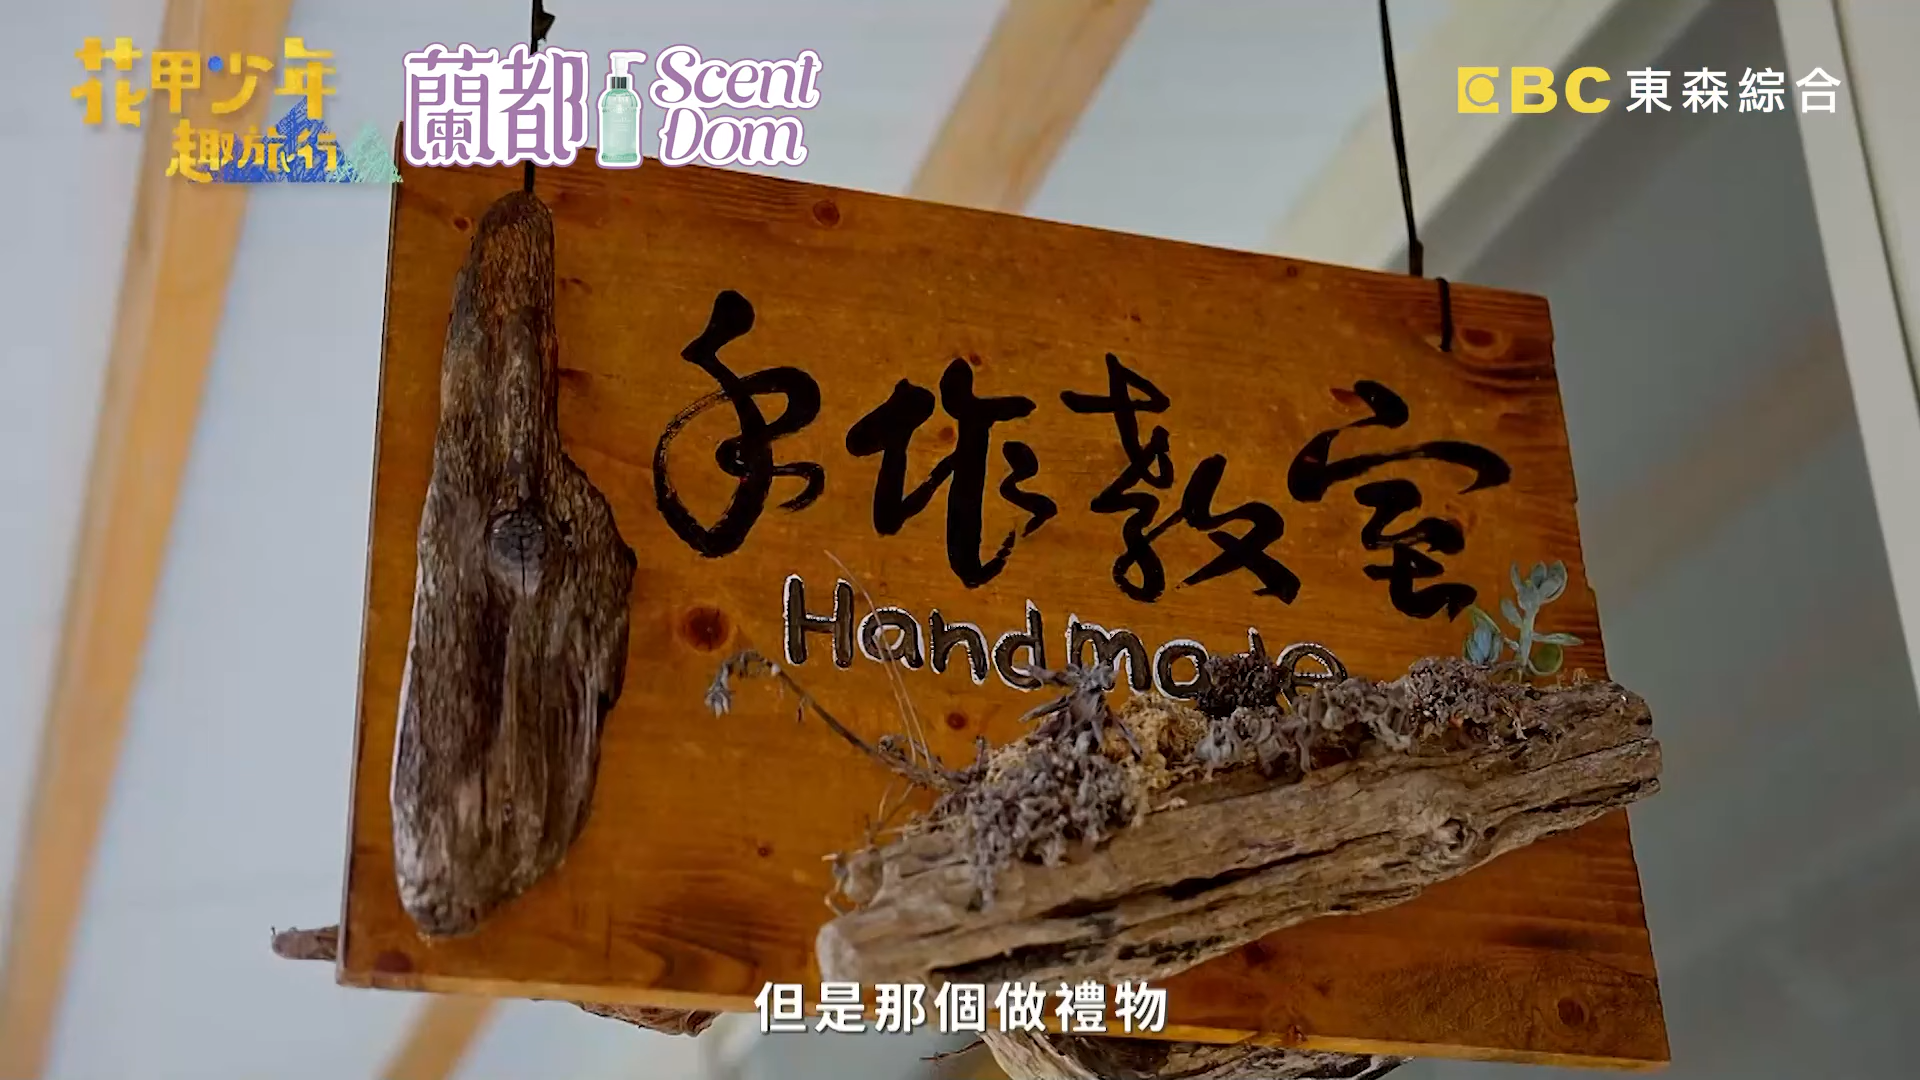 花甲少年
趣旅行
蘭都 Scent Dom
EBC 東森綜合
手作教室
Handmade
但是那個做禮物